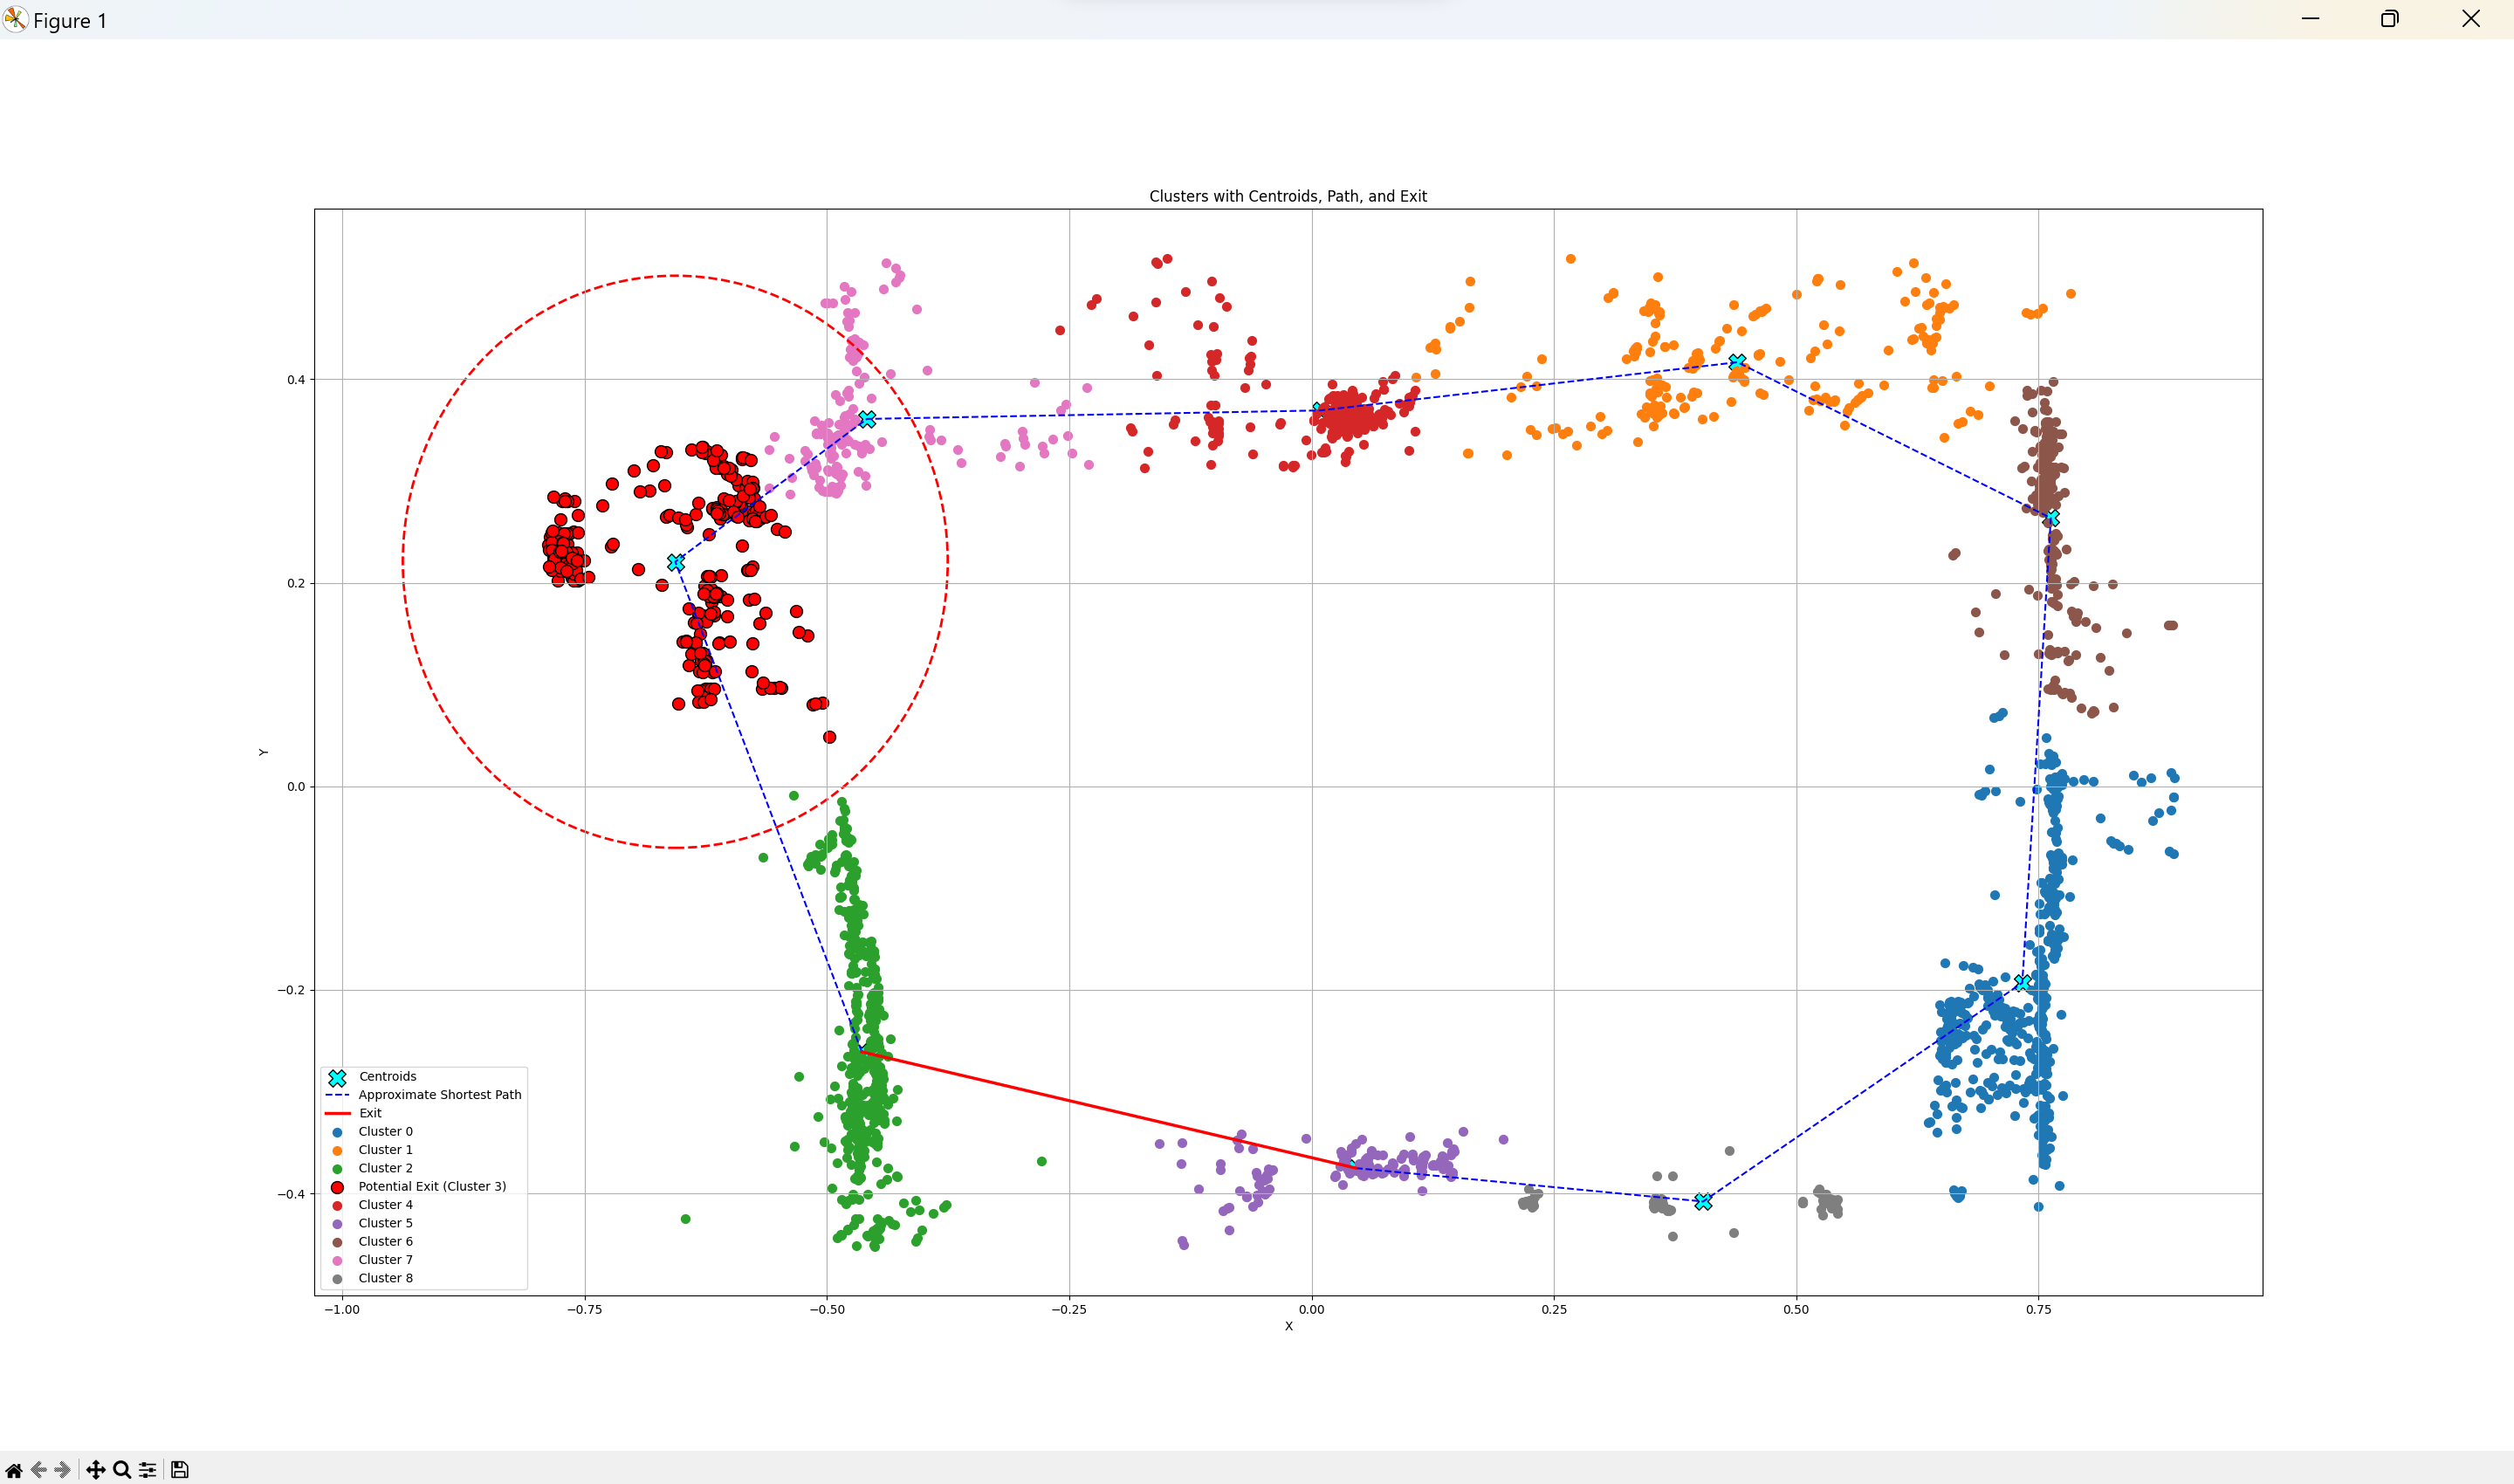 Figure 1
Clusters with Centroids, Path, and Exit
0.4
0.2
0.0
−0.2
−0.4
Y
Centroids
Approximate Shortest Path
Exit
Cluster 0
Cluster 1
Cluster 2
Potential Exit (Cluster 3)
Cluster 4
Cluster 5
Cluster 6
Cluster 7
Cluster 8
−1.00 −0.75 −0.50 −0.25 0.00 0.25 0.50 0.75
X